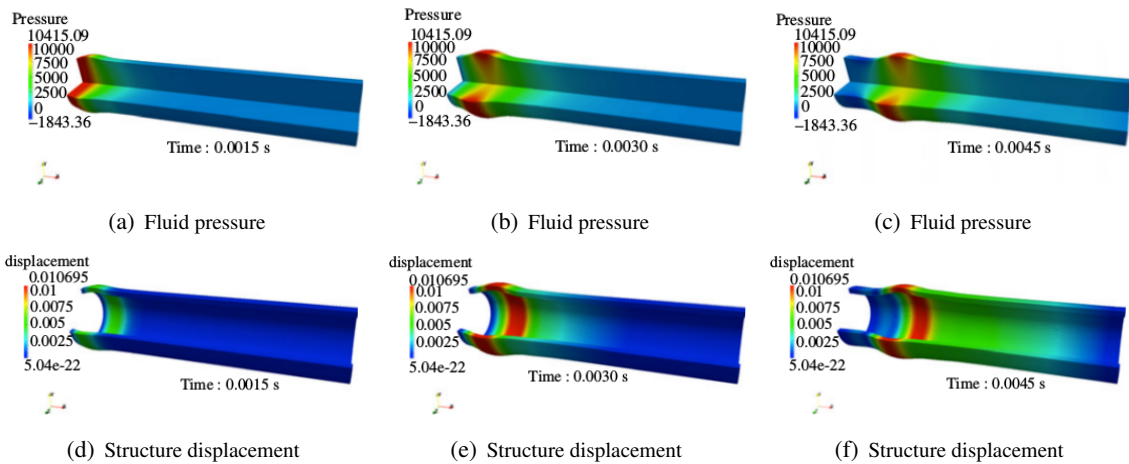 Pressure
10415.09
10000
7500
5000
2500
0
−1843.36
Time : 0.0015 s
(a) Fluid pressure
Pressure
10415.09
10000
7500
5000
2500
0
−1843.36
Time : 0.0030 s
(b) Fluid pressure
Pressure
10415.09
10000
7500
5000
2500
0
−1843.36
Time : 0.0045 s
(c) Fluid pressure
displacement
0.010695
0.01
0.0075
0.005
0.0025
5.04e-22
Time : 0.0015 s
(d) Structure displacement
displacement
0.010695
0.01
0.0075
0.005
0.0025
5.04e-22
Time : 0.0030 s
(e) Structure displacement
displacement
0.010695
0.01
0.0075
0.005
0.0025
5.04e-22
Time : 0.0045 s
(f) Structure displacement